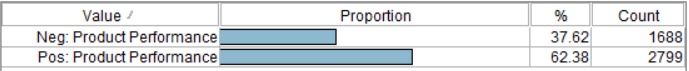 Value / Proportion % Count
Neg: Product Performance 37.62 1688
Pos: Product Performance 62.38 2799